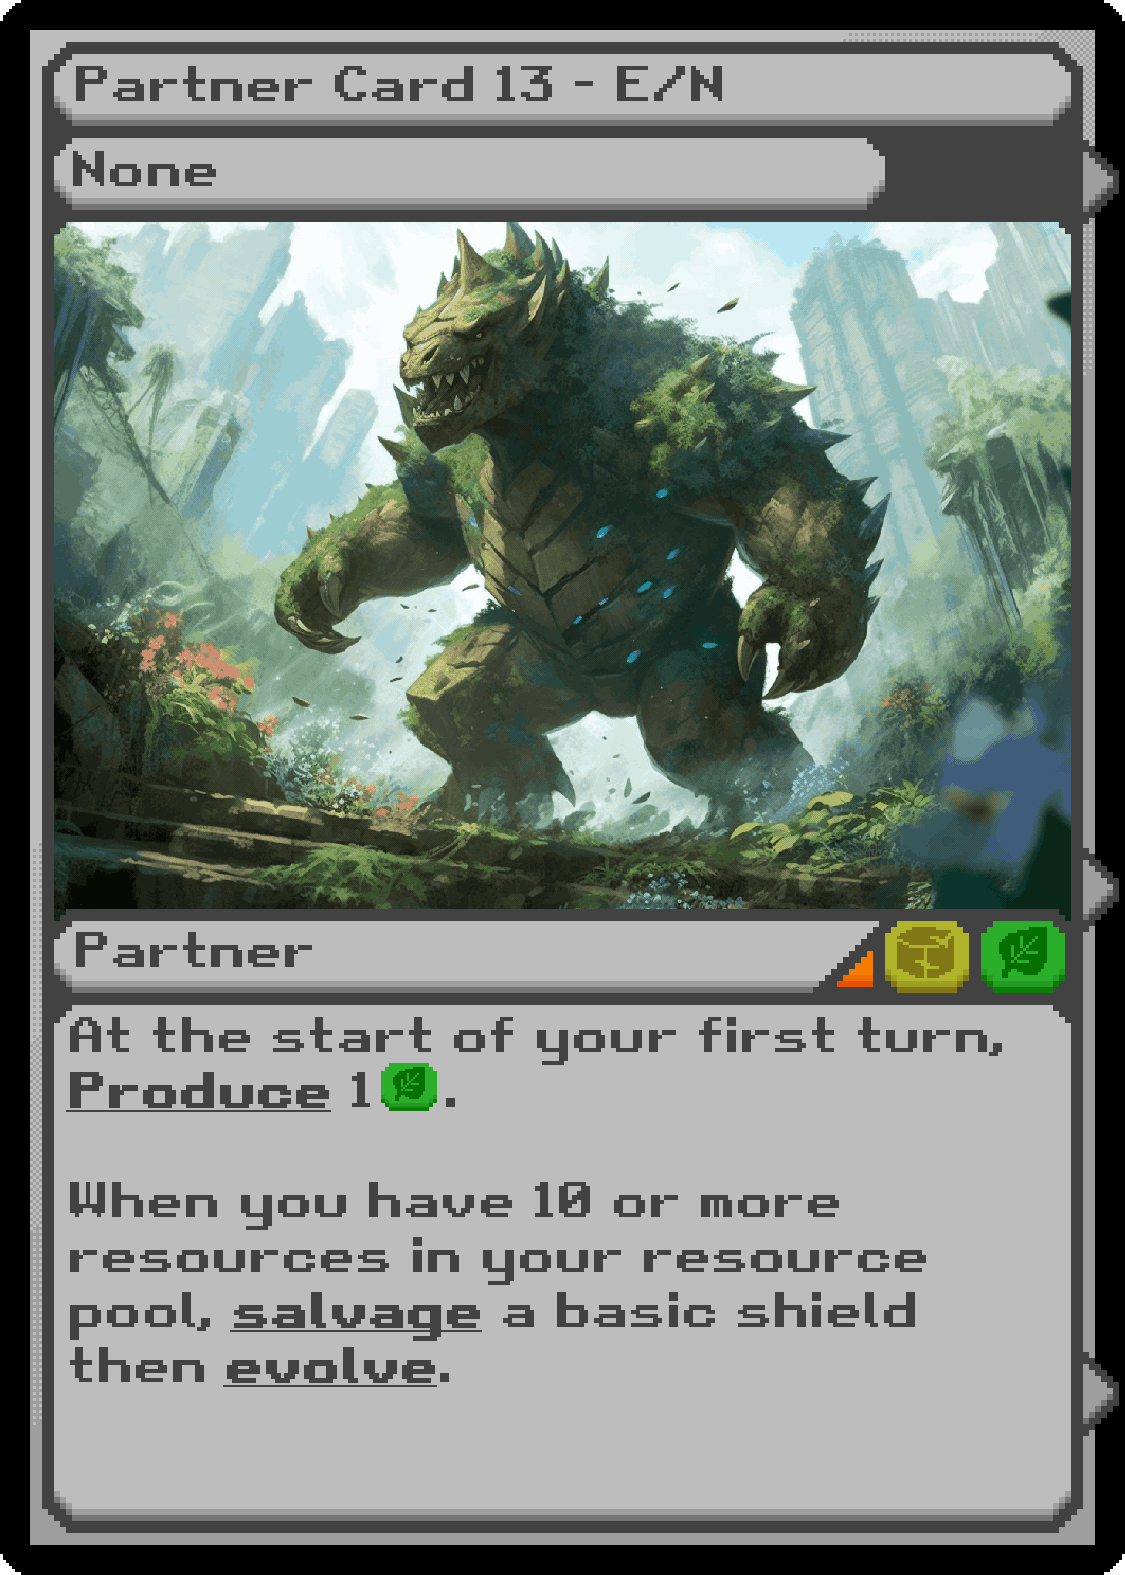 Partner Card 13 - E/N
None
Partner
At the start of your first turn,
Produce 1 .
When you have 10 or more
resources in your resource
pool, salvage a basic shield
then evolve.